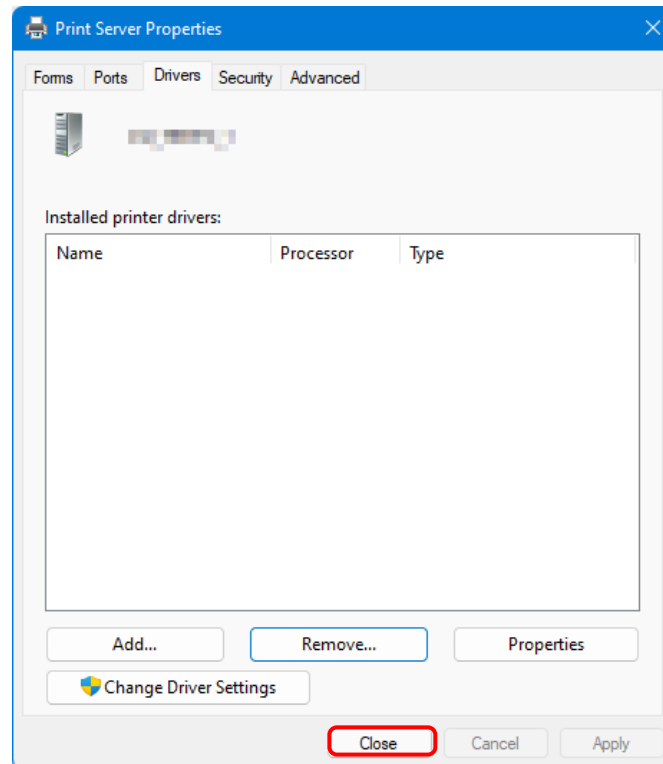 Print Server Properties
Forms Ports Drivers Security Advanced
Installed printer drivers:
Name Processor Type
Add... Remove... Properties
Change Driver Settings
Close Cancel Apply